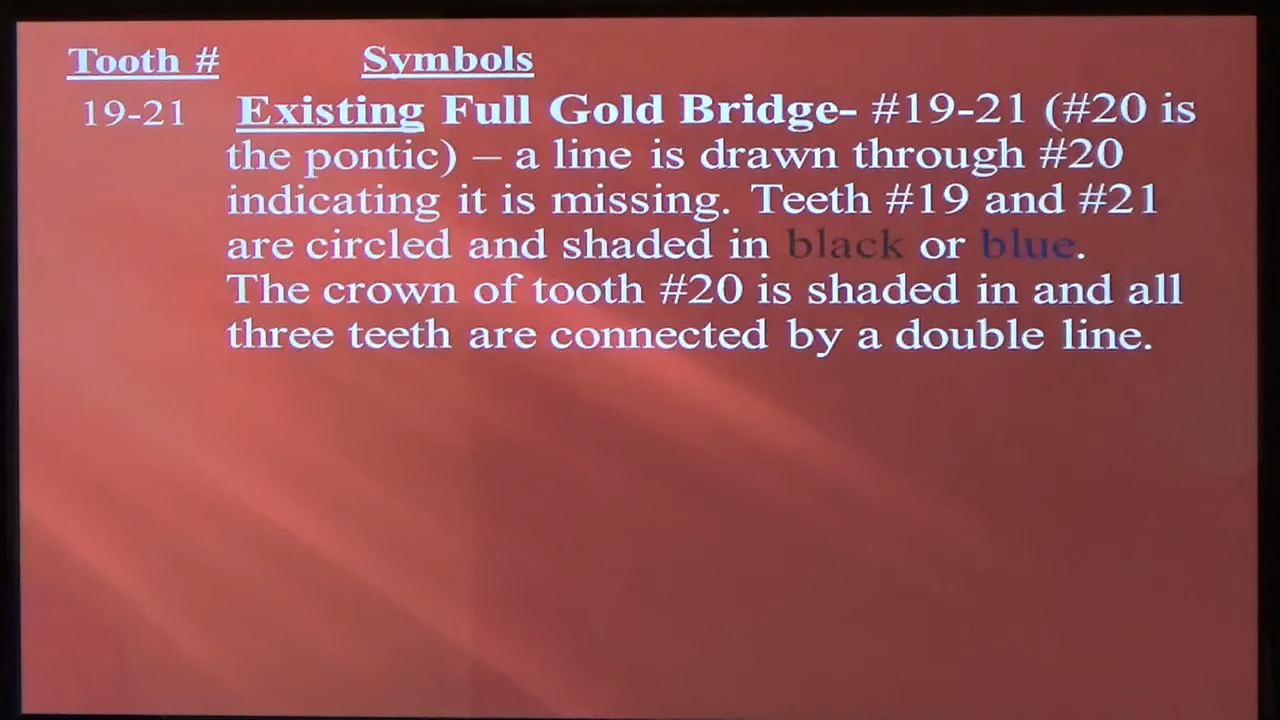 Tooth # Symbols
19-21 Existing Full Gold Bridge- #19-21 (#20 is
the pontic) – a line is drawn through #20
indicating it is missing. Teeth #19 and #21
are circled and shaded in black or blue.
The crown of tooth #20 is shaded in and all
three teeth are connected by a double line.